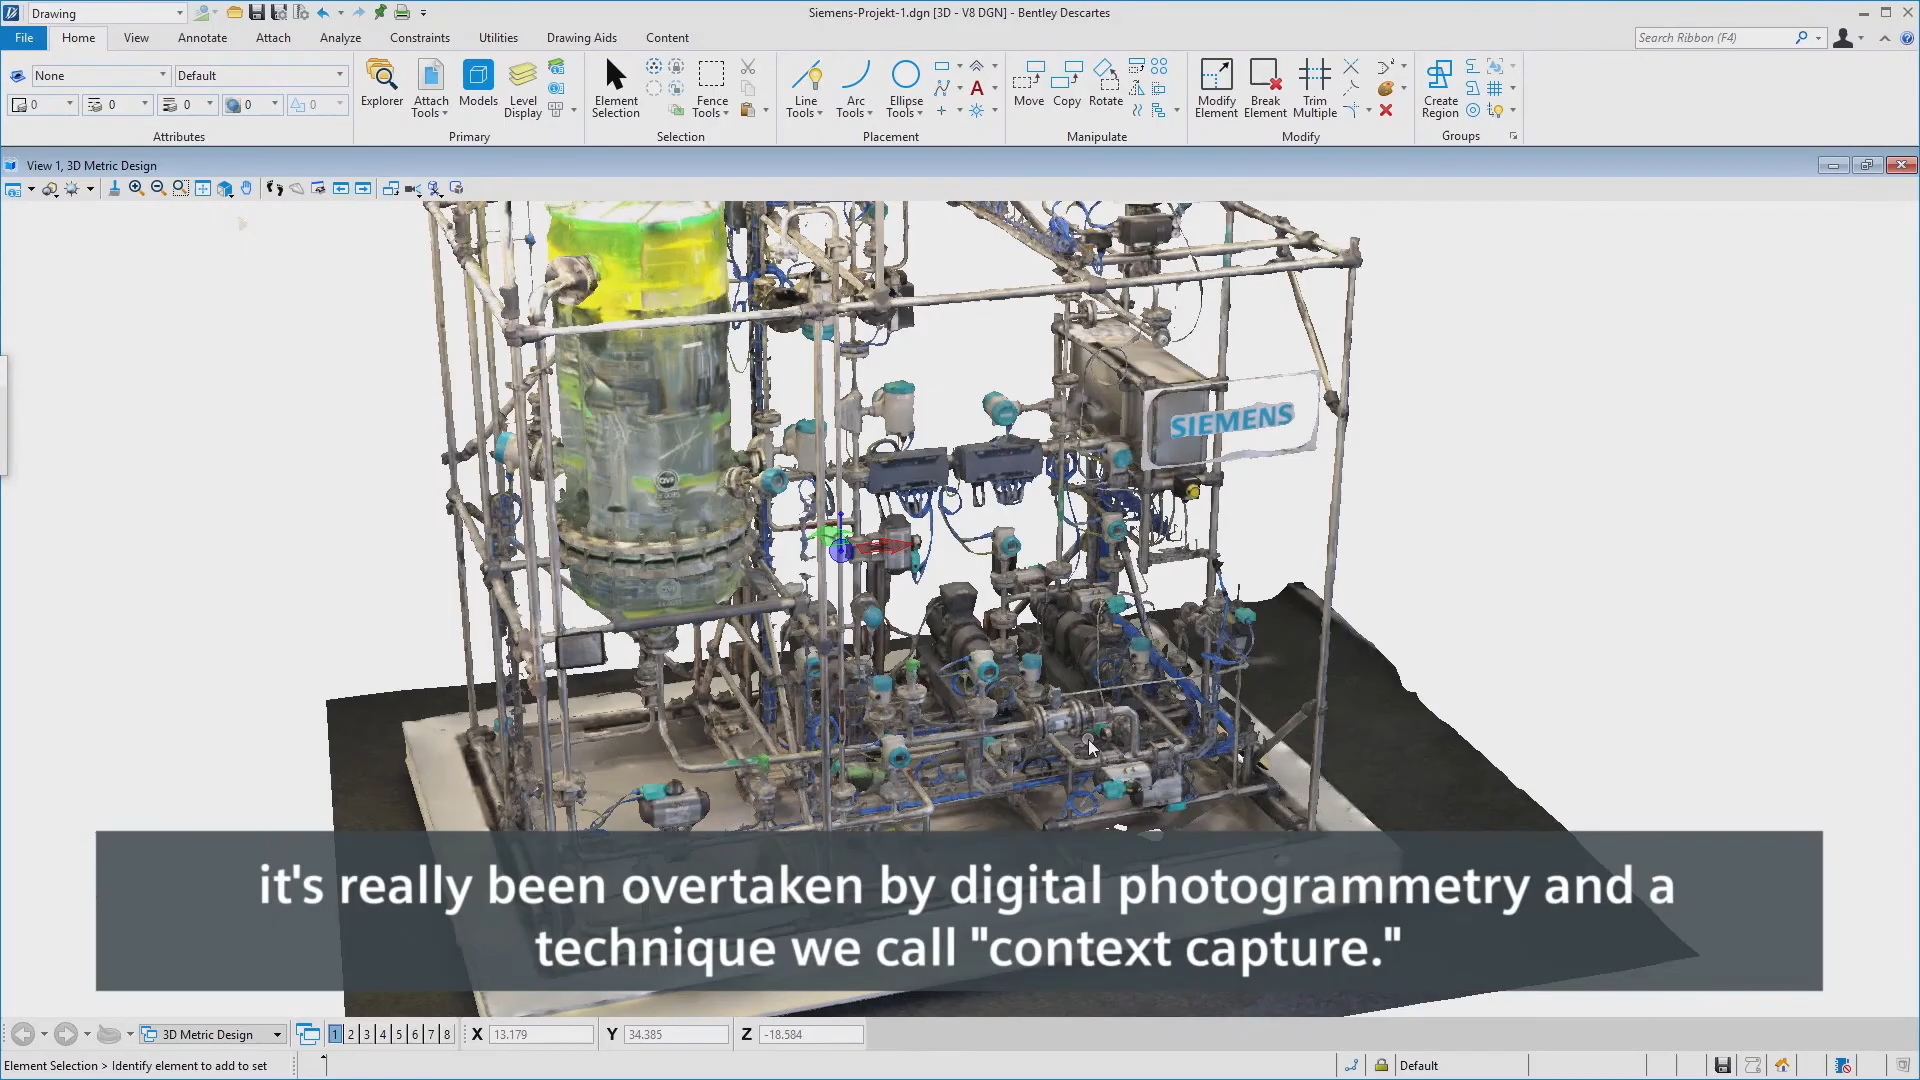 Drawing
Siemens-Projekt-1.dgn [3D - V8 DGN] - Bentley Descartes
File Home View Annotate Attach Analyze Constraints Utilities Drawing Aids Content
Search Ribbon (F4)
None Default
0 0 0 0 0
Explorer Attach Tools Models Level Display
Element Selection Fence Tools
Line Tools Arc Tools Ellipse Tools
Move Copy Rotate
Modify Element Break Element Trim Multiple
Create Region
Attributes Primary Selection Placement Manipulate Modify Groups
View 1, 3D Metric Design
SIEMENS
it's really been overtaken by digital photogrammetry and a
technique we call "context capture."
3D Metric Design 1 2 3 4 5 6 7 8 X 13.179 Y 34.385 Z -18.584
Element Selection > Identify element to add to set Default